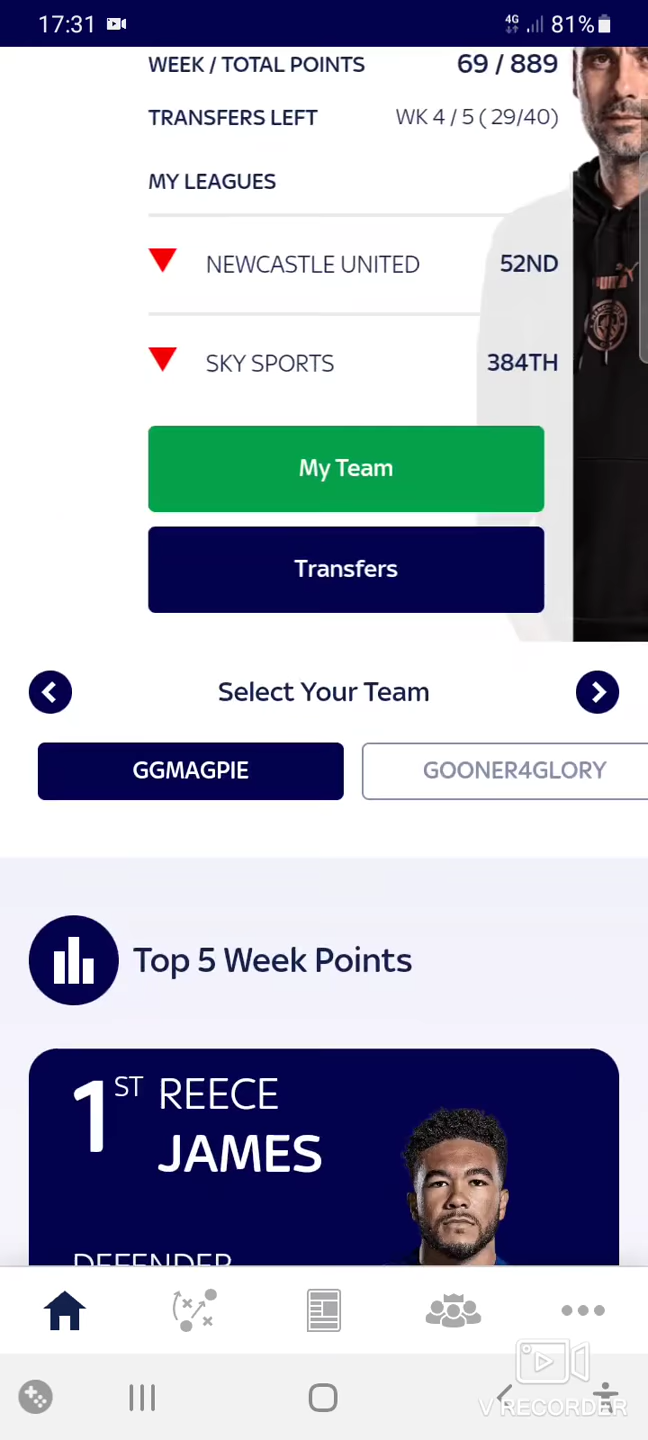 17:31 4G 81%
WEEK / TOTAL POINTS 69 / 889
TRANSFERS LEFT WK 4 / 5 ( 29/40)
MY LEAGUES
NEWCASTLE UNITED 52ND
SKY SPORTS 384TH
My Team
Transfers
Select Your Team
GGMAGPIE GOONER4GLORY
Top 5 Week Points
1ST REECE
JAMES
DEFENDER
V RECORDER